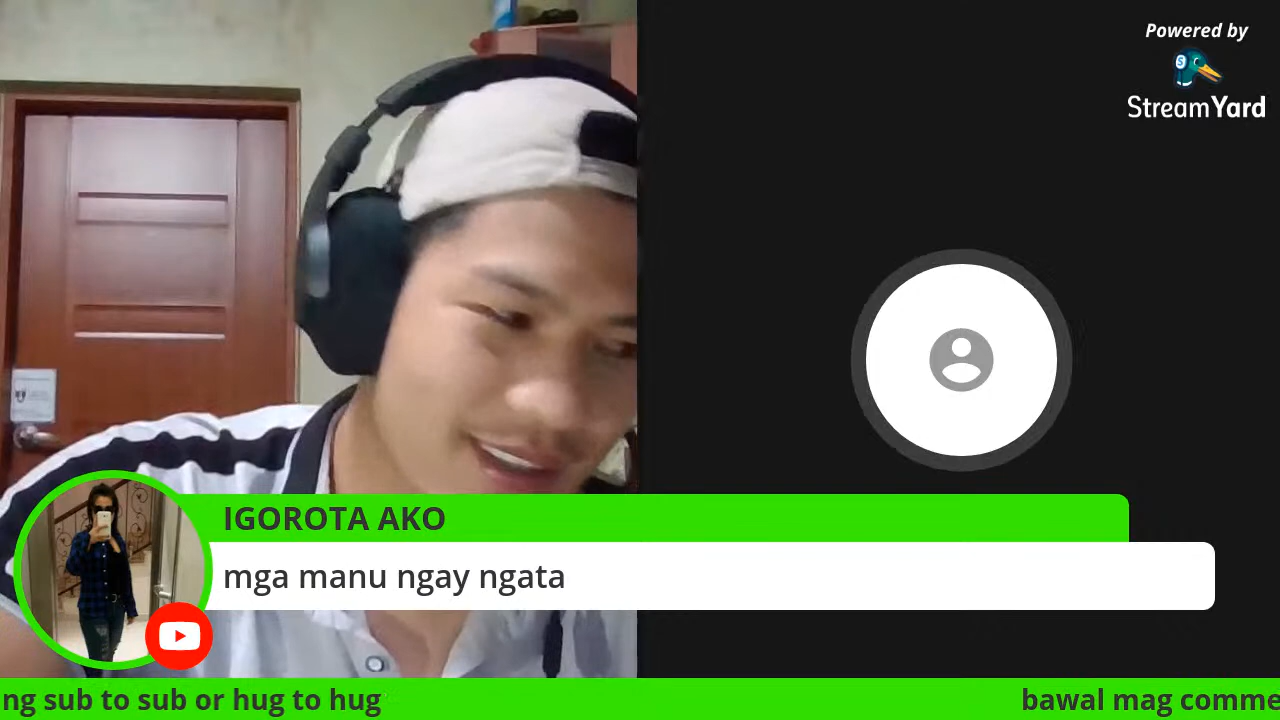 Powered by
StreamYard
IGOROTA AKO
mga manu ngay ngata
ng sub to sub or hug to hug
bawal mag comme